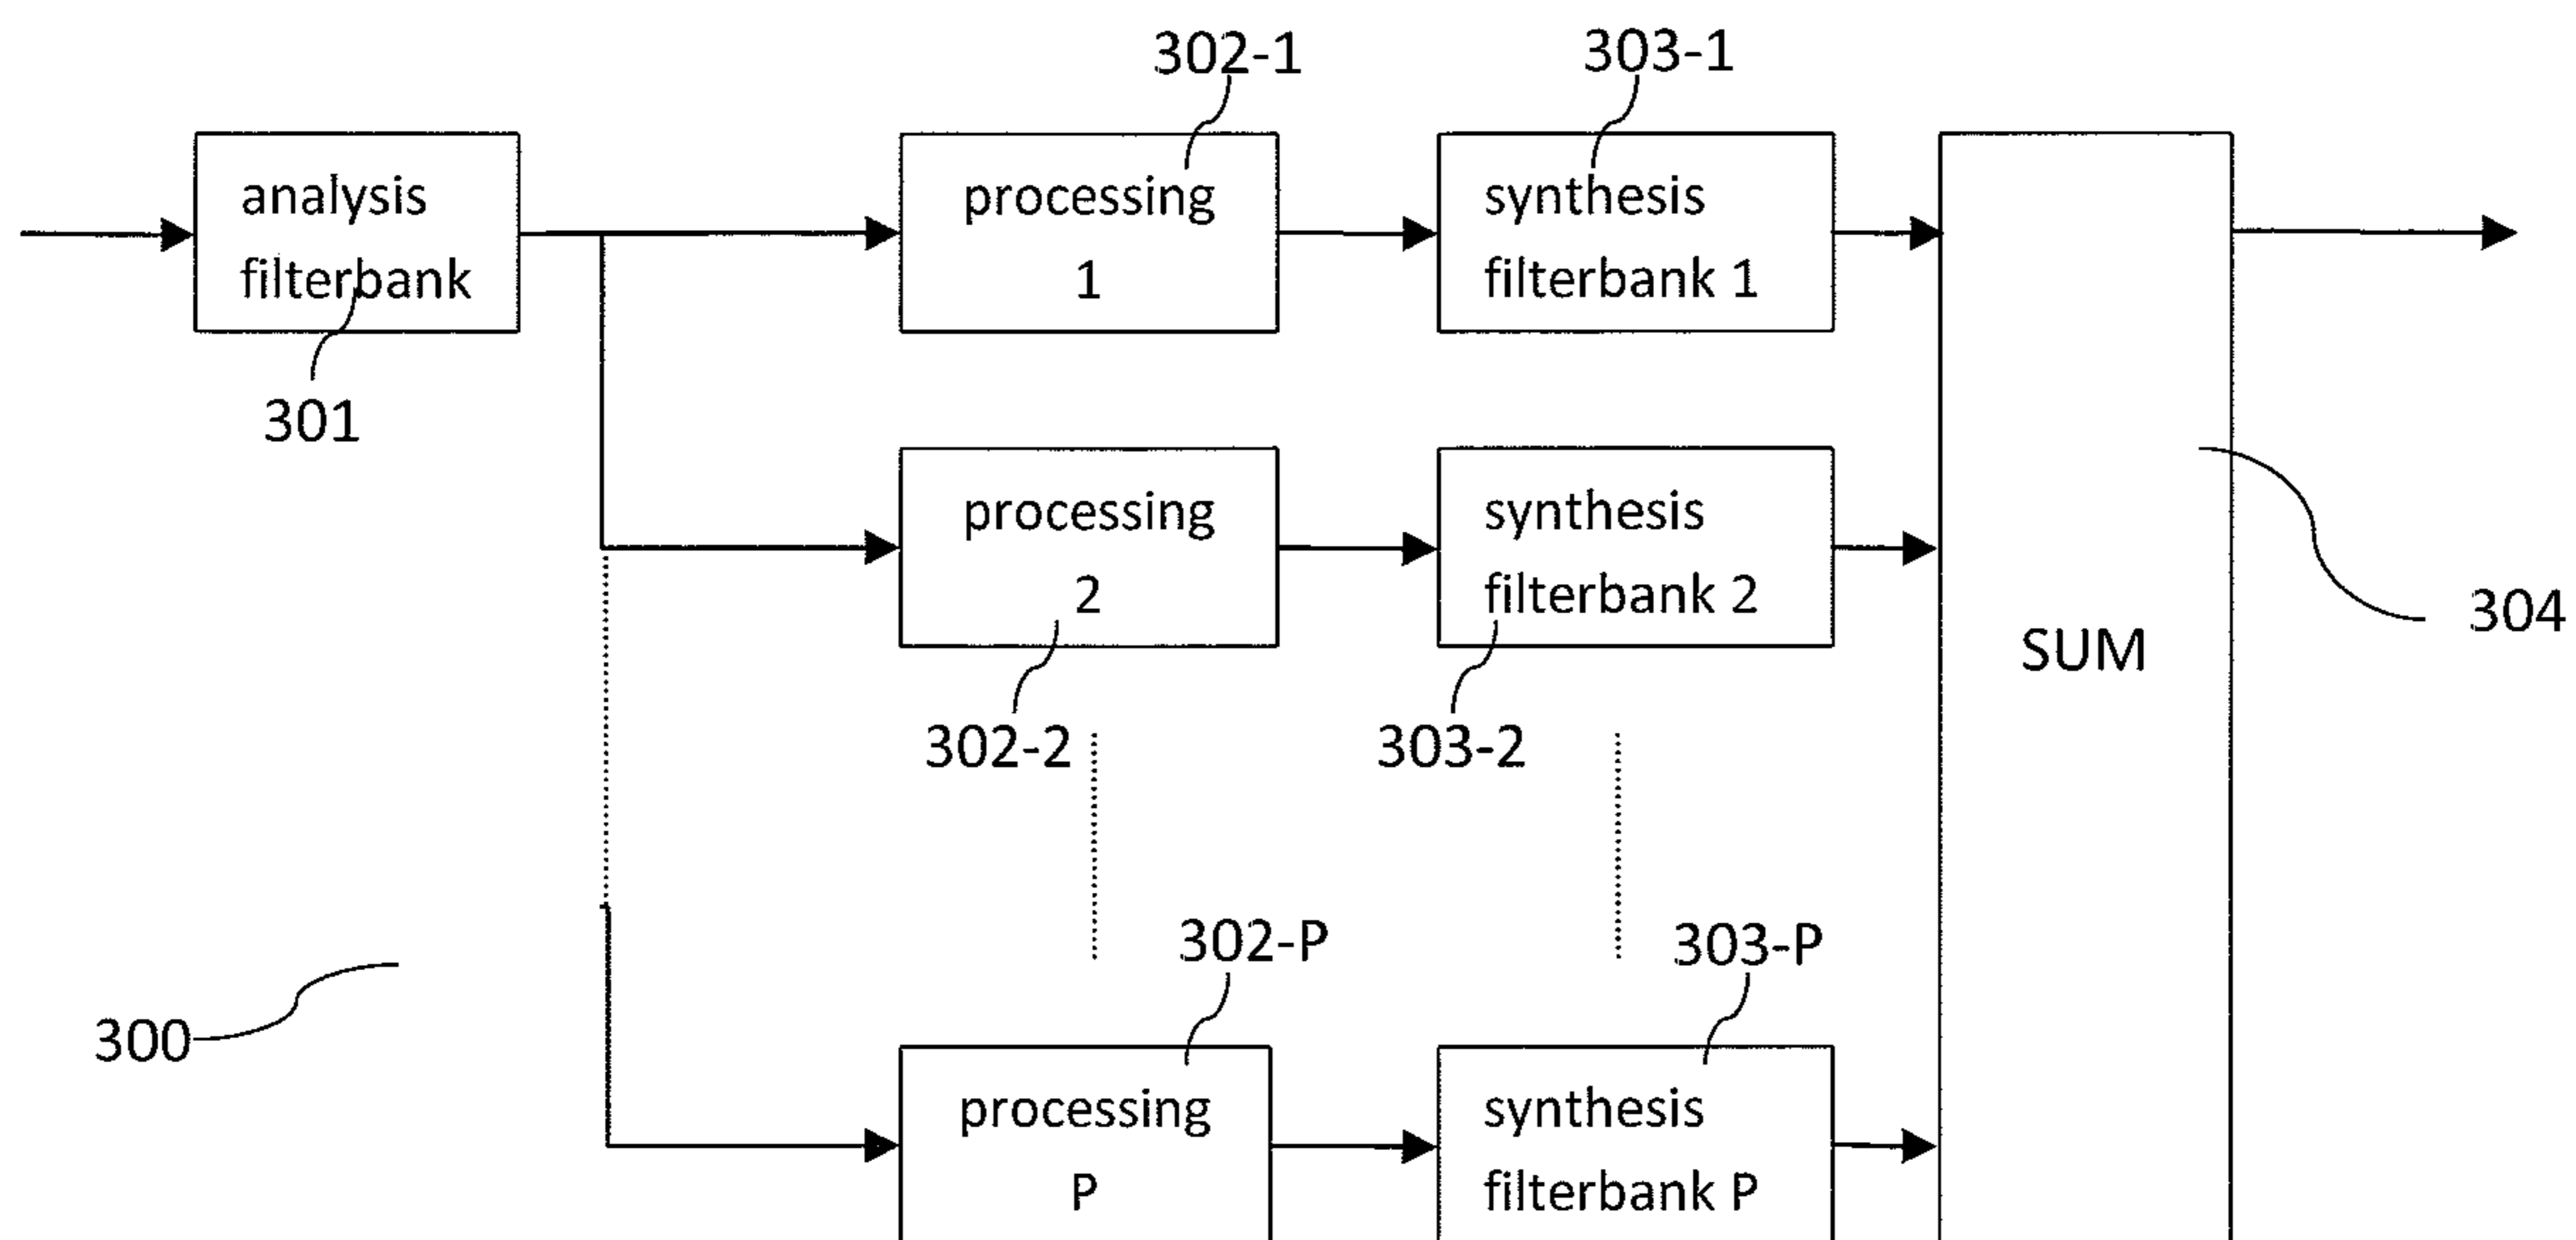 302-1
303-1
analysis
filterbank
301
processing
1
synthesis
filterbank 1
processing
2
302-2
synthesis
filterbank 2
303-2
SUM
304
300
302-P
303-P
processing
P
synthesis
filterbank P